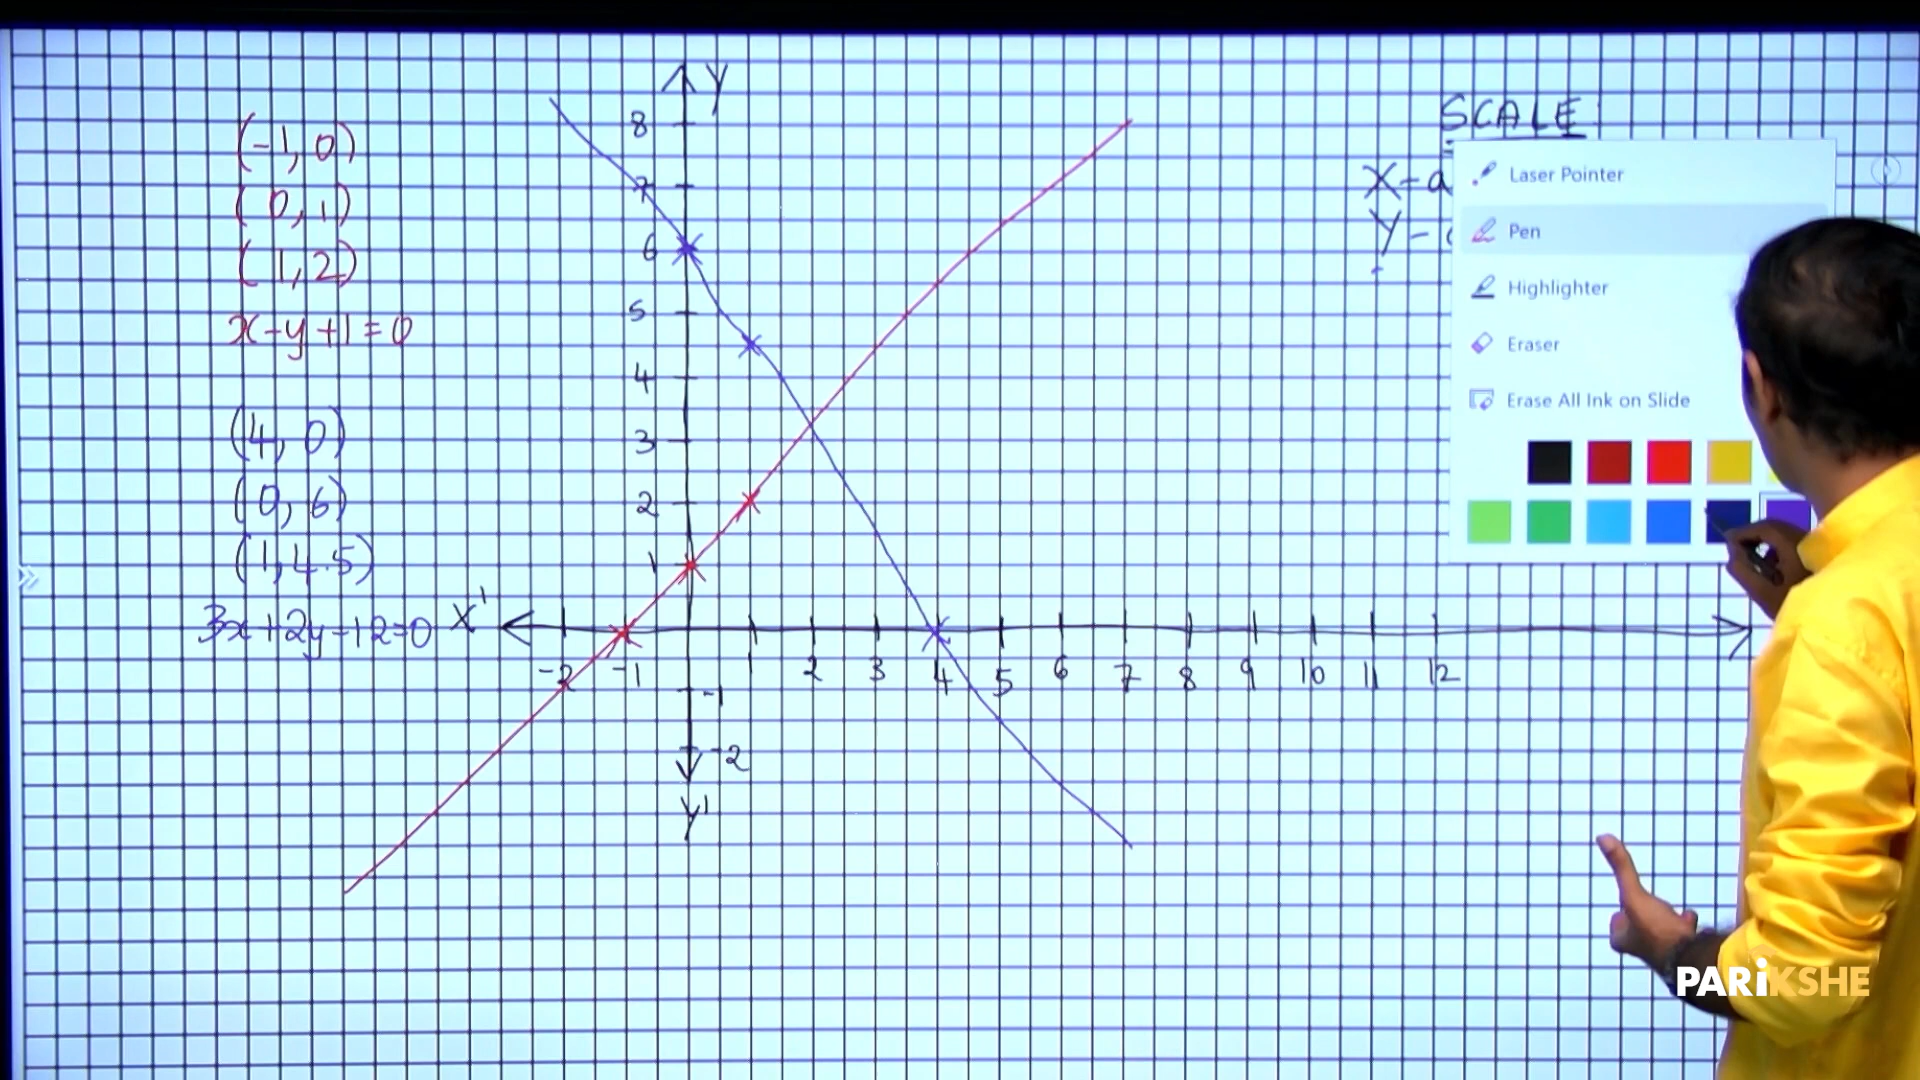 (-1, 0)
(0, 1)
(1, 2)
x-y+1=0
(4, 0)
(0, 6)
(1, 4.5)
3x+2y-12=0
X'
Y
8
7
6
5
4
3
2
1
-2 -1 1 2 3 4 5 6 7 8 9 10 11 12
-1
-2
Y'
SCALE:
X-a
Y-
Laser Pointer
Pen
Highlighter
Eraser
Erase All Ink on Slide
PARiKSHE